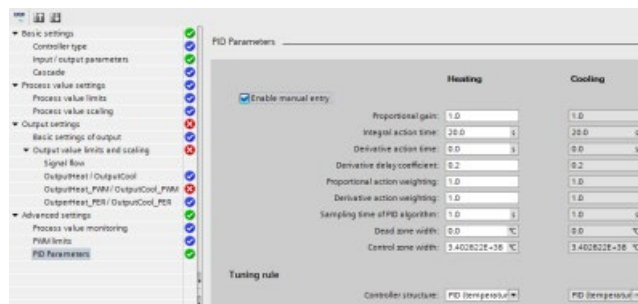 Basic settings
Controller type
Input / output parameters
Cascade
Process value settings
Process value limits
Process value scaling
Output settings
Basic settings of output
Output value limits and scaling
Signal flow
OutputHeat / OutputCool
OutputHeat_PWM / OutputCool_PWM
OutputHeat_PER / OutputCool_PER
Advanced settings
Process value monitoring
PWM limits
PID Parameters
PID Parameters
Heating Cooling
Enable manual entry
Proportional gain: 1.0 1.0
Integral action time: 20.0 s 20.0 s
Derivative action time: 0.0 s 0.0 s
Derivative delay coefficient: 0.2 0.2
Proportional action weighting: 1.0 1.0
Derivative action weighting: 1.0 1.0
Sampling time of PID algorithm: 1.0 s 1.0 s
Dead zone width: 0.0 °C 0.0 °C
Control zone width: 3.402822E+38 °C 3.402822E+38 °C
Tuning rule
Controller structure: PID (temperatur PID (temperatur